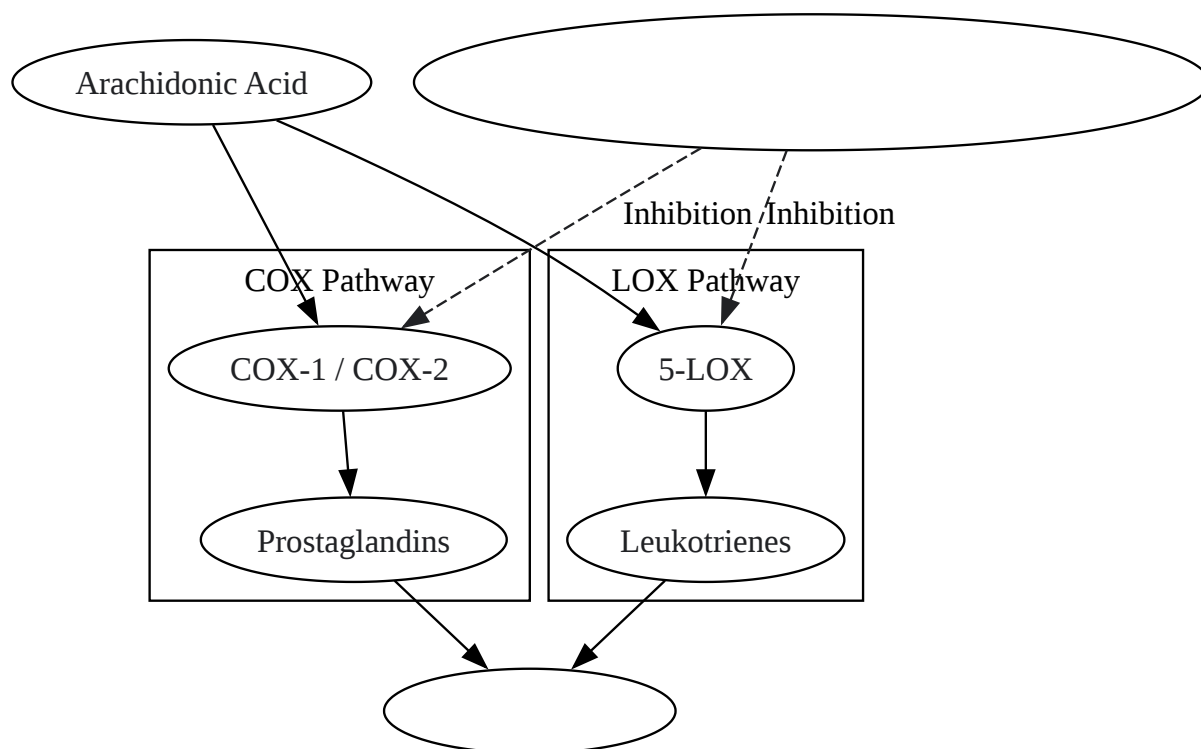 Arachidonic Acid
Inhibition
Inhibition
COX Pathway
LOX Pathway
COX-1 / COX-2
5-LOX
Prostaglandins
Leukotrienes